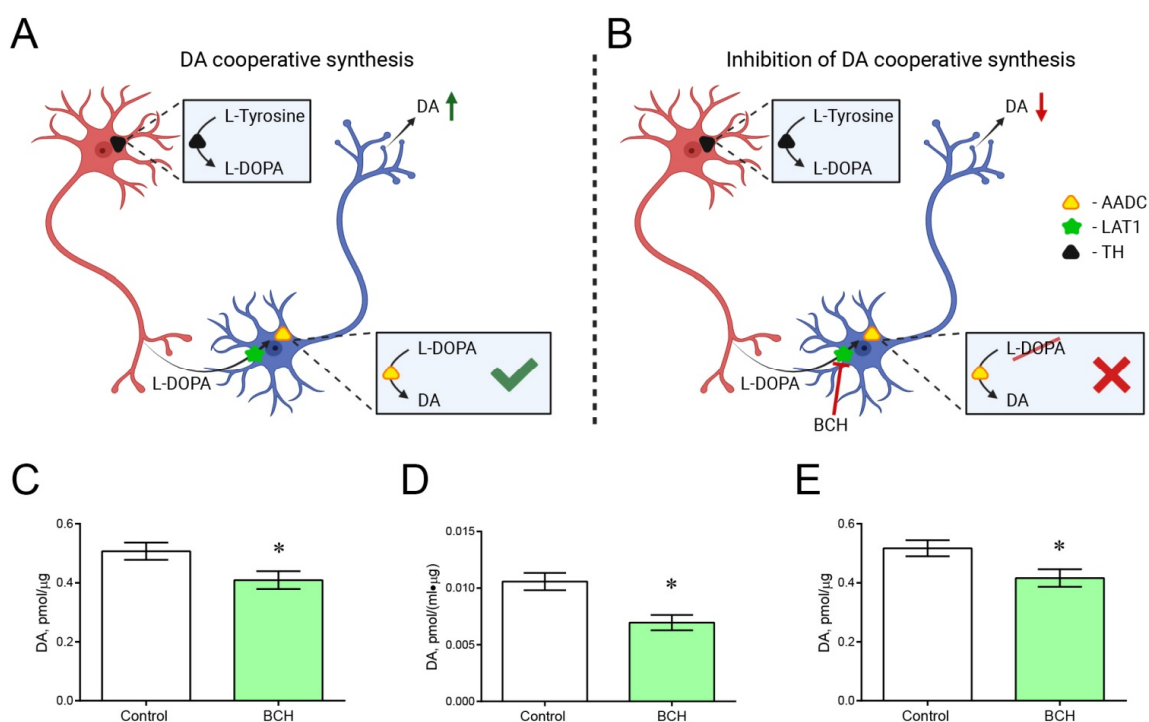 A
DA cooperative synthesis
L-Tyrosine
L-DOPA
DA
L-DOPA
L-DOPA
DA
B
Inhibition of DA cooperative synthesis
L-Tyrosine
L-DOPA
DA
- AADC
- LAT1
- TH
L-DOPA
L-DOPA
DA
BCH
C
DA, pmol/µg
0.6
0.4
0.2
0.0
Control
BCH
*
D
DA, pmol/(ml•µg)
0.015
0.010
0.005
0.000
Control
BCH
*
E
DA, pmol/µg
0.6
0.4
0.2
0.0
Control
BCH
*